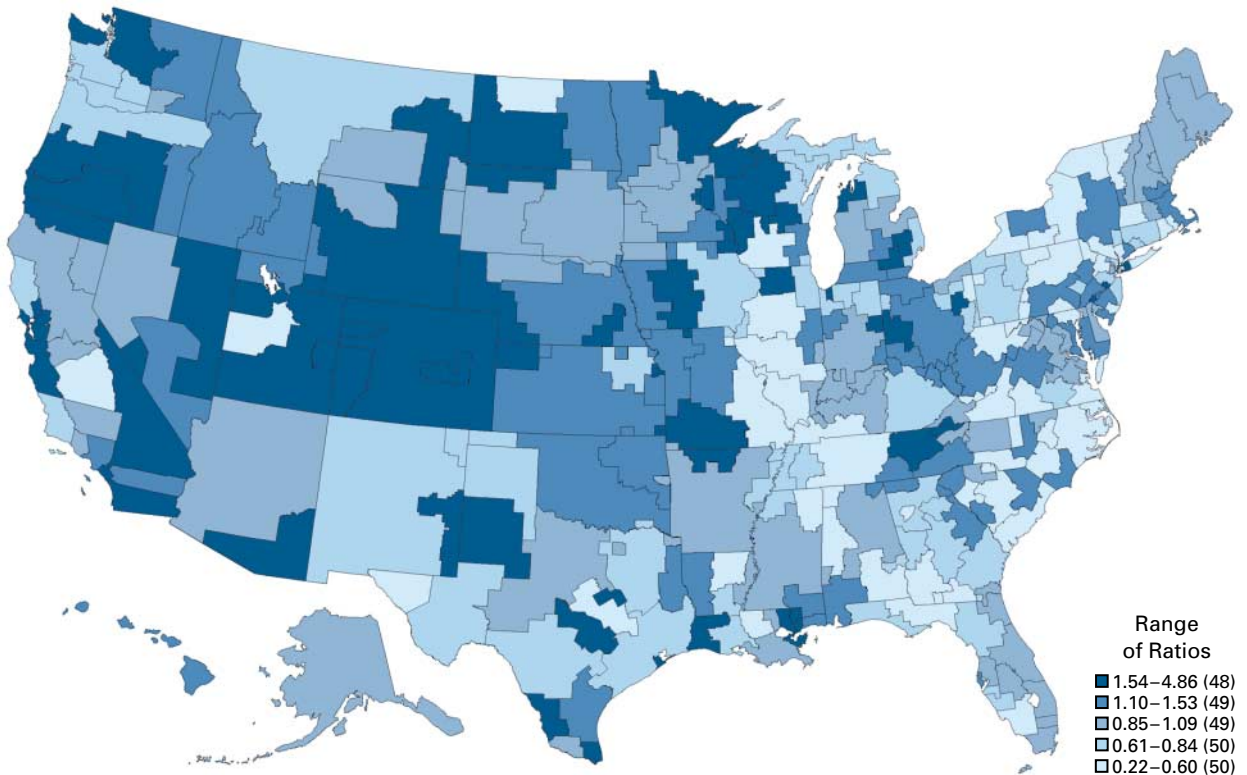 Range
of Ratios
1.54–4.86 (48)
1.10–1.53 (49)
0.85–1.09 (49)
0.61–0.84 (50)
0.22–0.60 (50)